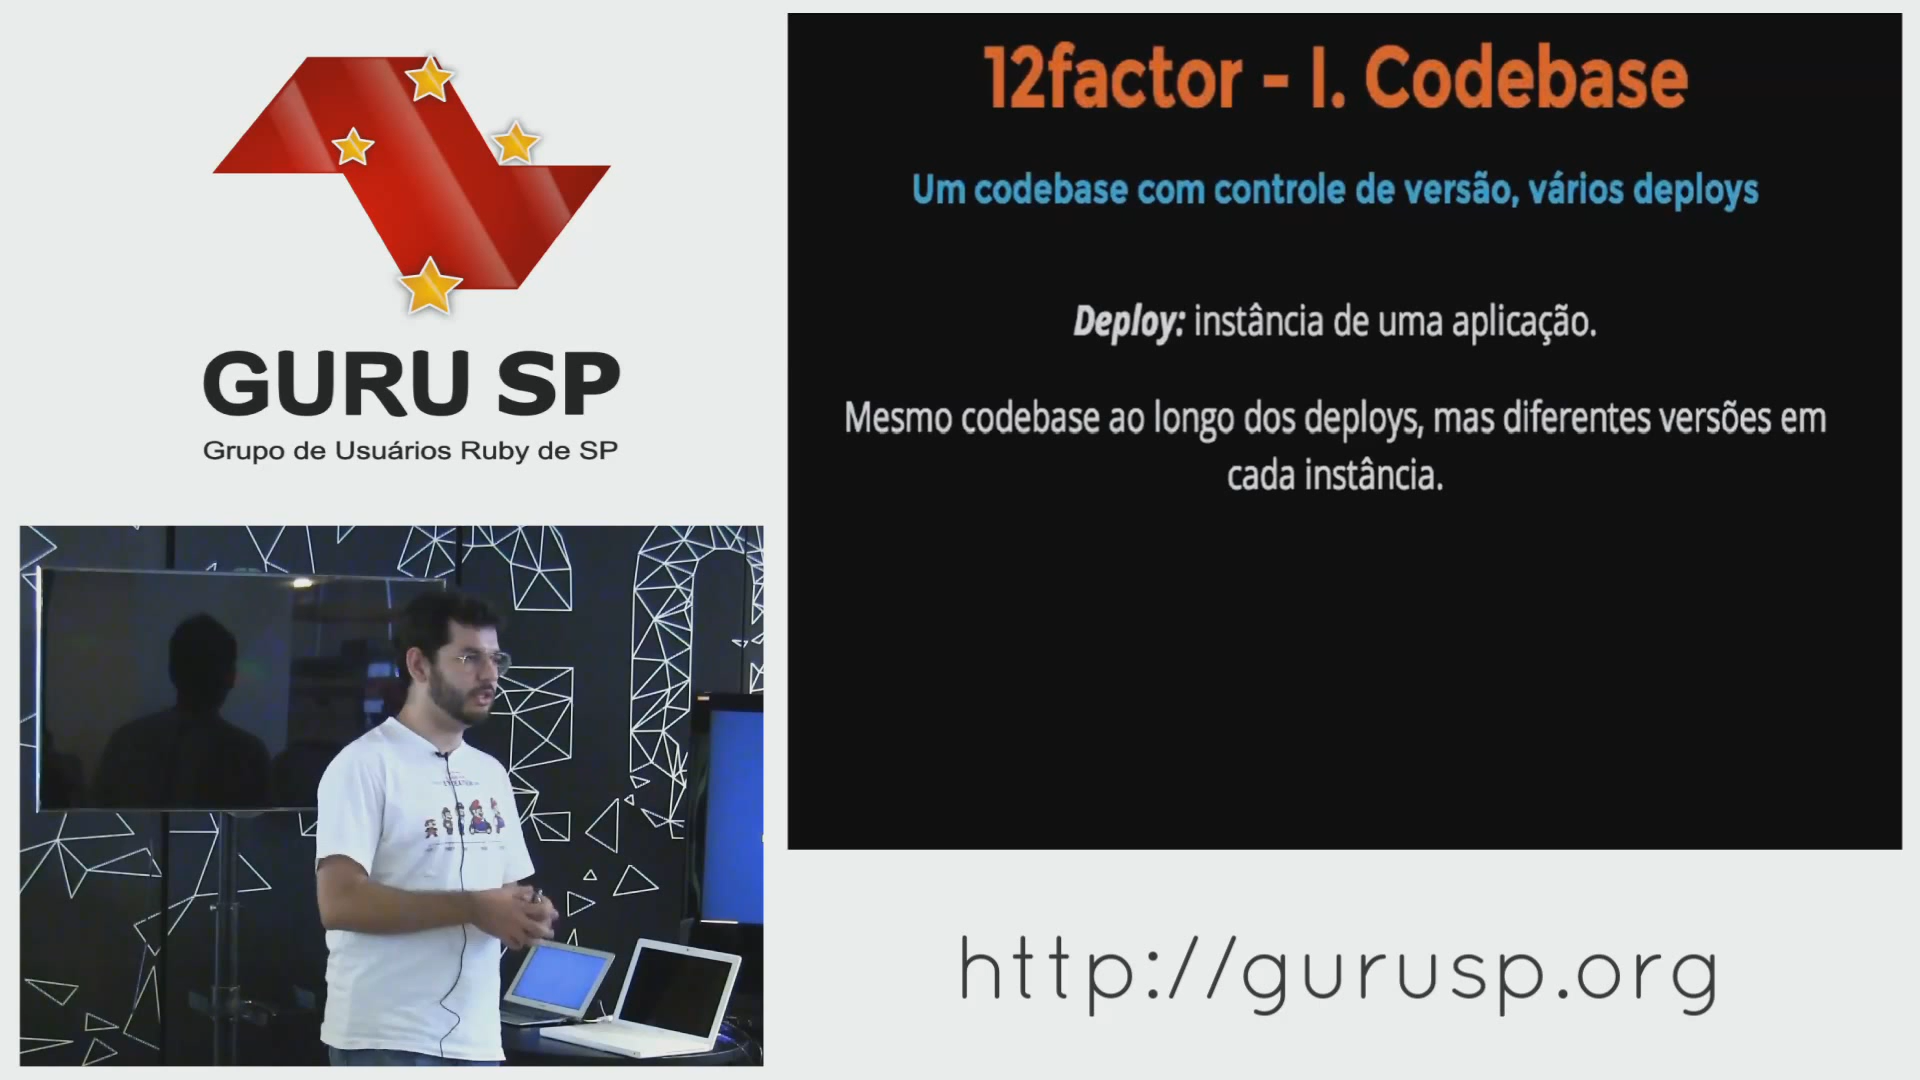 GURU SP
Grupo de Usuários Ruby de SP
12factor - I. Codebase
Um codebase com controle de versão, vários deploys
Deploy: instância de uma aplicação.
Mesmo codebase ao longo dos deploys, mas diferentes versões em
cada instância.
http://gurusp.org